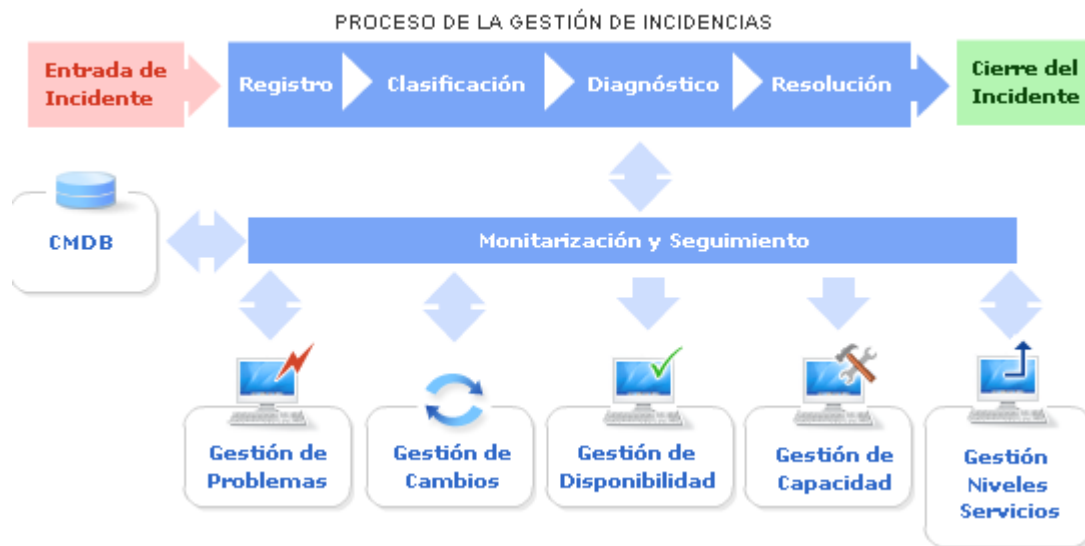 PROCESO DE LA GESTIÓN DE INCIDENCIAS
Entrada de
Incidente
Registro
Clasificación
Diagnóstico
Resolución
Cierre del
Incidente
CMDB
Monitarización y Seguimiento
Gestión de
Problemas
Gestión de
Cambios
Gestión de
Disponibilidad
Gestión de
Capacidad
Gestión
Niveles
Servicios